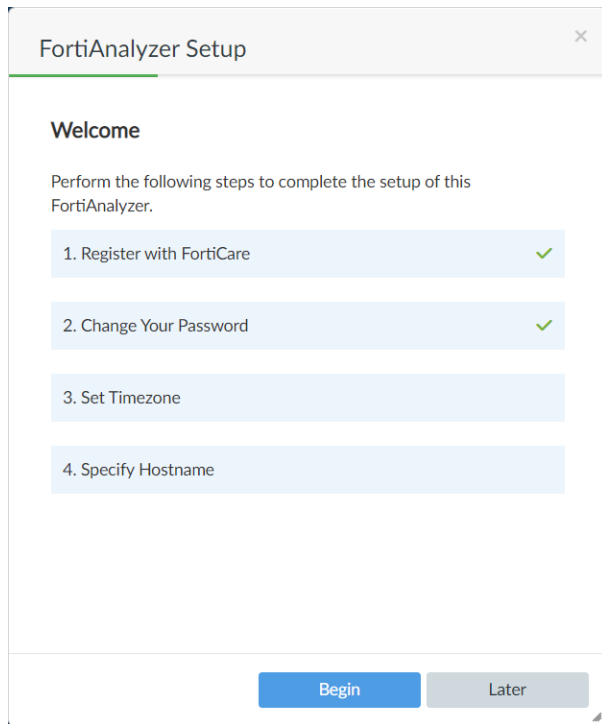 FortiAnalyzer Setup
Welcome
Perform the following steps to complete the setup of this
FortiAnalyzer.
1. Register with FortiCare
2. Change Your Password
3. Set Timezone
4. Specify Hostname
Begin
Later